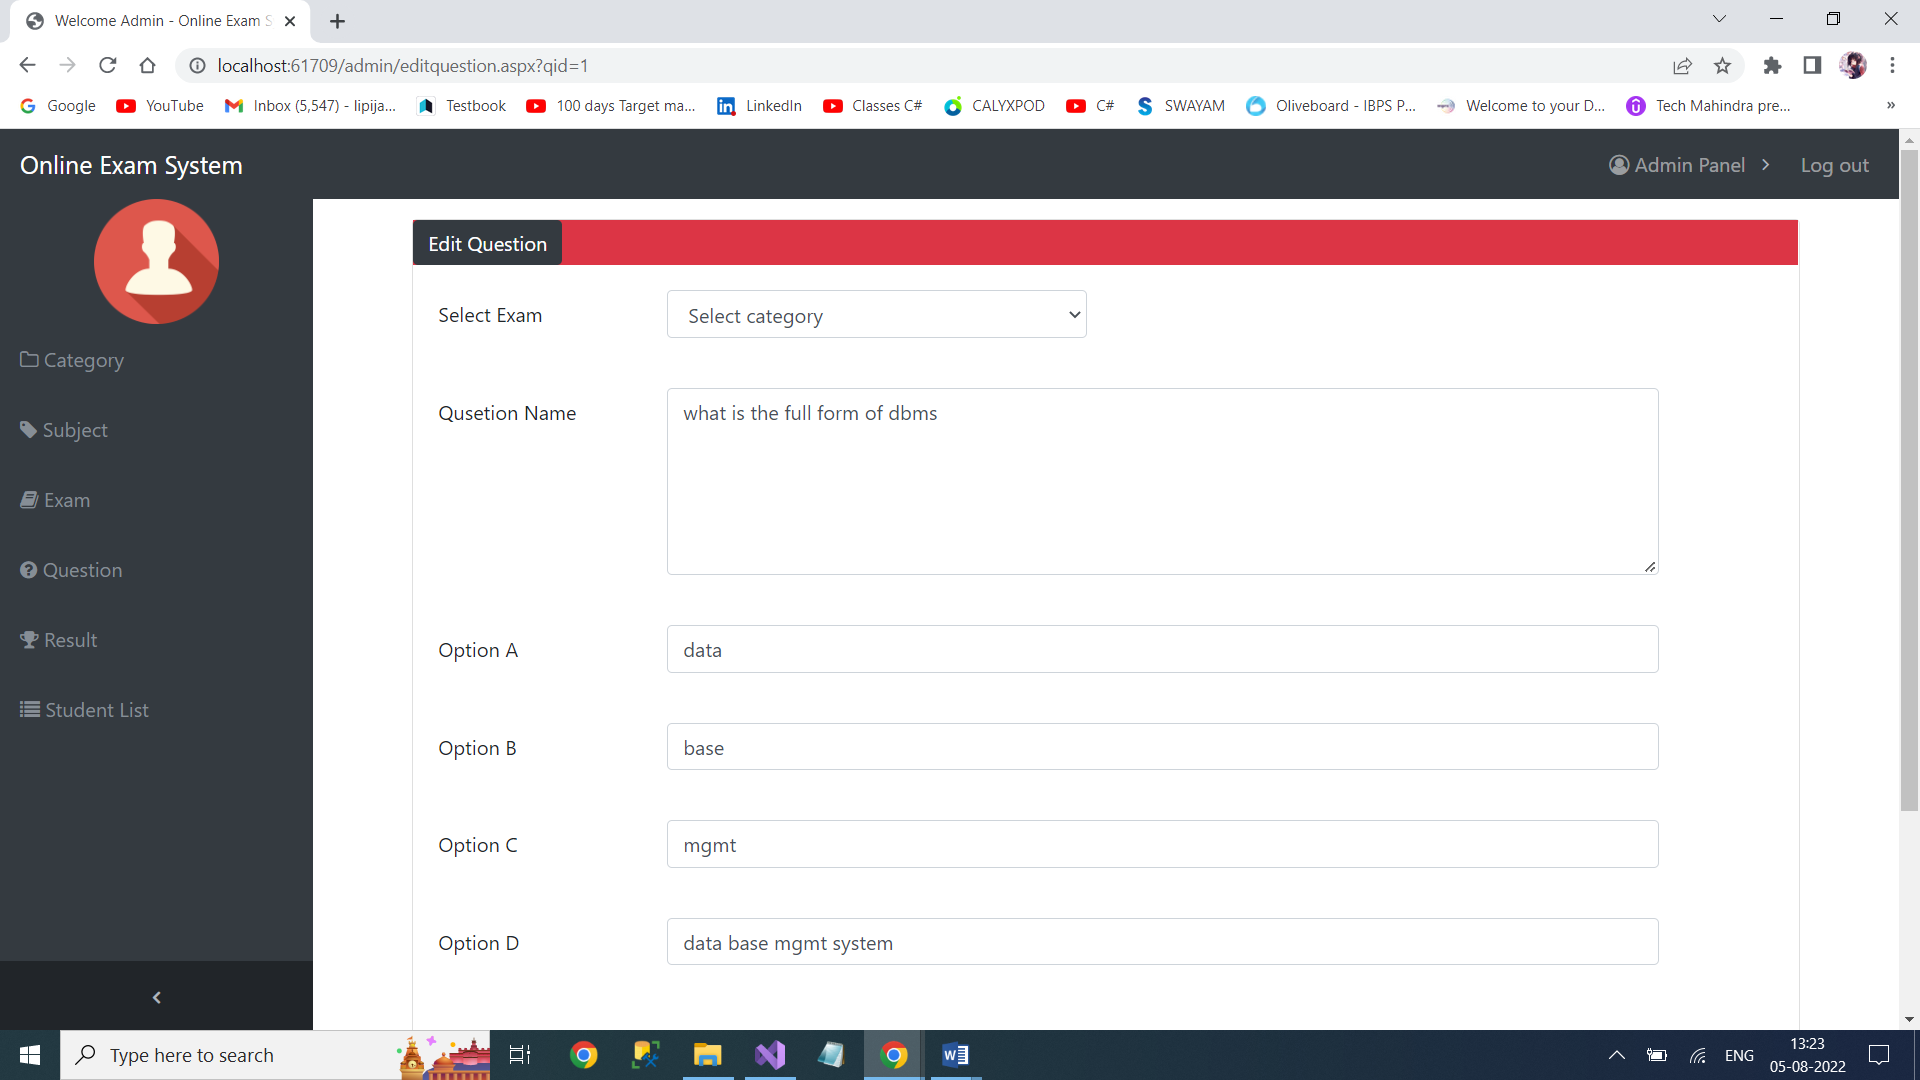 Welcome Admin - Online Exam S
localhost:61709/admin/editquestion.aspx?qid=1
Google YouTube Inbox (5,547) - lipija... Testbook 100 days Target ma... LinkedIn Classes C# CALYXPOD C# SWAYAM Oliveboard - IBPS P... Welcome to your D... Tech Mahindra pre... »
Online Exam System
Admin Panel Log out
Edit Question
Select Exam Select category
Category
Qusetion Name what is the full form of dbms
Subject
Exam
Question
Result
Option A data
Student List
Option B base
Option C mgmt
Option D data base mgmt system
Type here to search
ENG
13:23
05-08-2022